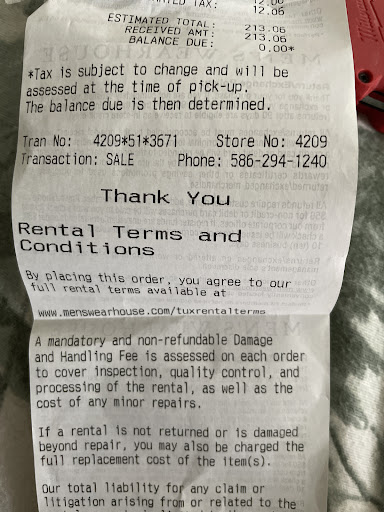 TAX: 12.00
12.06
ESTIMATED TOTAL: 213.06
RECEIVED AMT: 213.06
BALANCE DUE: 0.00*
*Tax is subject to change and will be
assessed at the time of pick-up.
The balance due is then determined.
Tran No: 4209*51*3671 Store No: 4209
Transaction: SALE Phone: 586-294-1240
Thank You
Rental Terms and
Conditions
By placing this order, you agree to our
full rental terms available at
www.menswearhouse.com/tuxrentalterms
A mandatory and non-refundable Damage
and Handling Fee is assessed on each order
to cover inspection, quality control, and
processing of the rental, as well as the
cost of any minor repairs.
If a rental is not returned or is damaged
beyond repair, you may also be charged the
full replacement cost of the item(s).
Our total liability for any claim or
litigation arising from or related to the